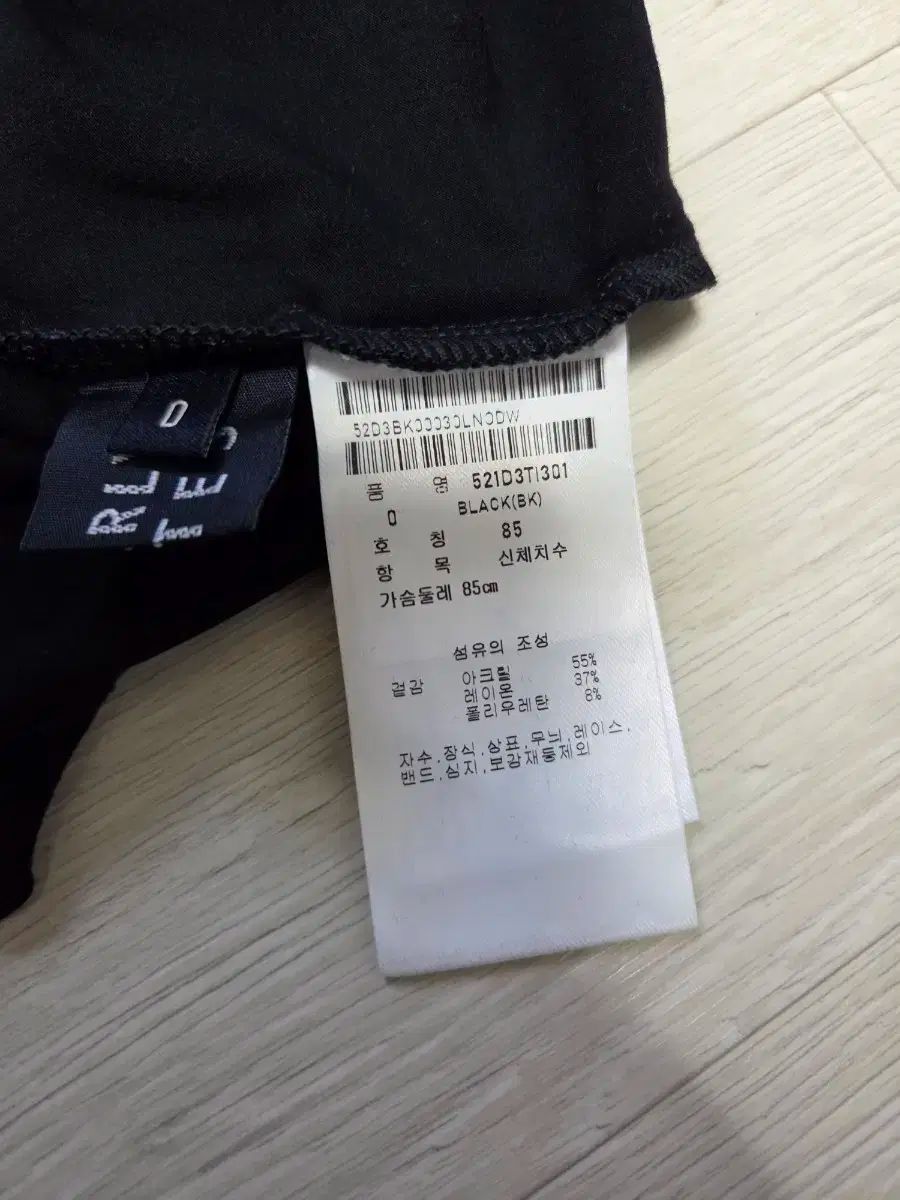 52D3BK00030LN0DW
품 명 521D3TI301
0 BLACK(BK)
호 칭 85
항 목 신체치수
가슴둘레 85cm
섬유의 조성
겉감 아크릴 55%
레이온 37%
폴리우레탄 8%
자수,장식,상표,무늬,레이스,
밴드,심지,보강재등제외
0